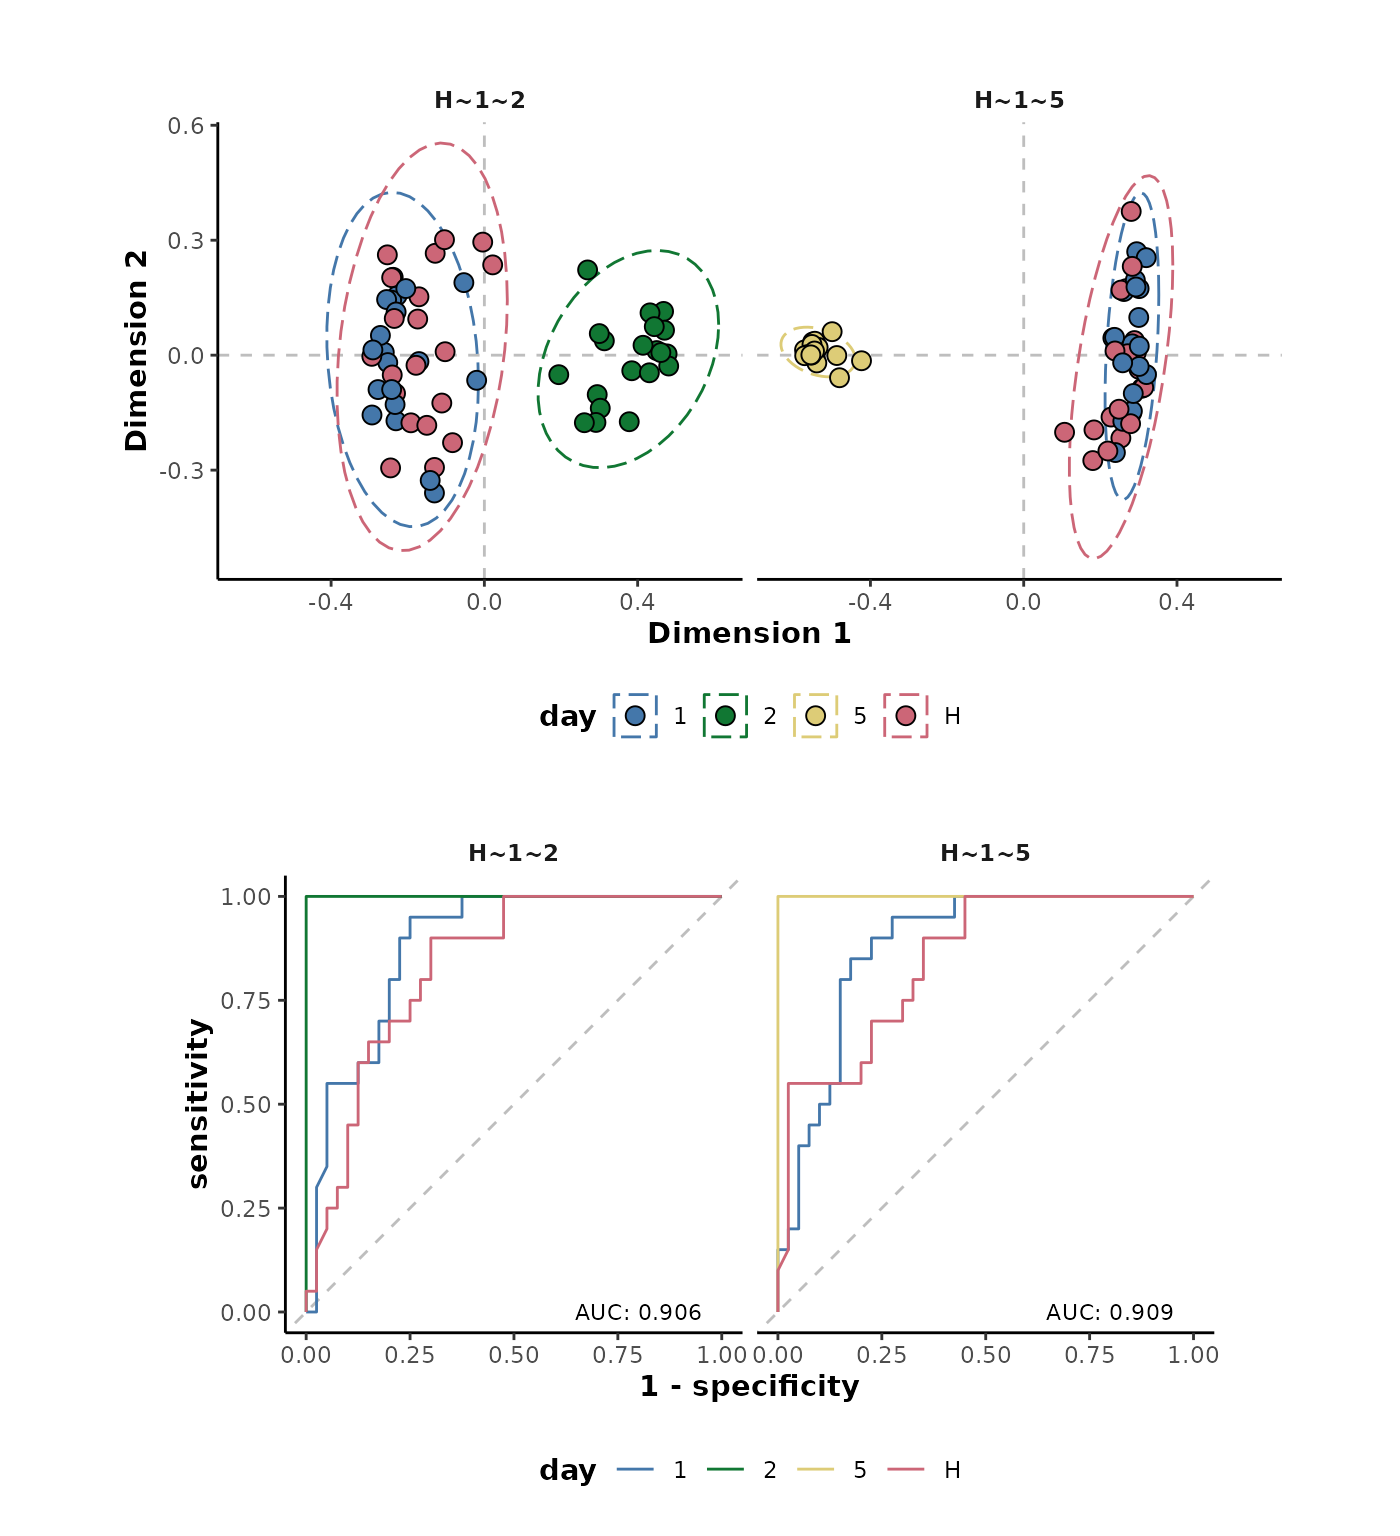 H~1~2 H~1~5
0.6
0.3
0.0
-0.3
Dimension 2
-0.4 0.0 0.4 -0.4 0.0 0.4
Dimension 1
day 1 2 5 H
H~1~2 H~1~5
1.00
0.75
0.50
0.25
0.00
sensitivity
AUC: 0.906 AUC: 0.909
0.00 0.25 0.50 0.75 1.00 0.00 0.25 0.50 0.75 1.00
1 - specificity
day 1 2 5 H